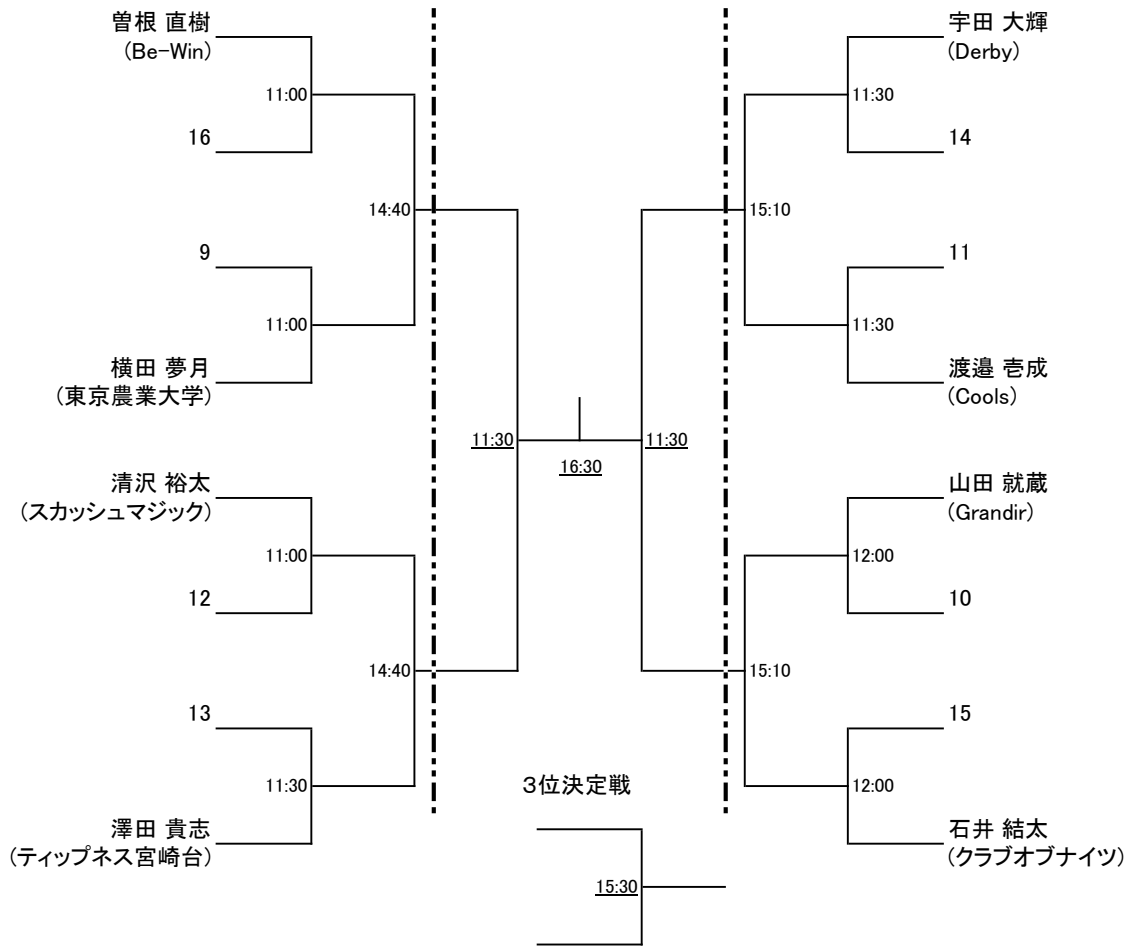 曽根 直樹
(Be-Win)
11:00
16
14:40
9
11:00
横田 夢月
(東京農業大学)
清沢 裕太
(スカッシュマジック)
11:00
12
14:40
13
11:30
澤田 貴志
(ティップネス宮崎台)
11:30
16:30
11:30
3位決定戦
15:30
宇田 大輝
(Derby)
11:30
14
15:10
11
11:30
渡邉 壱成
(Cools)
山田 就蔵
(Grandir)
12:00
10
15:10
15
12:00
石井 結太
(クラブオブナイツ)